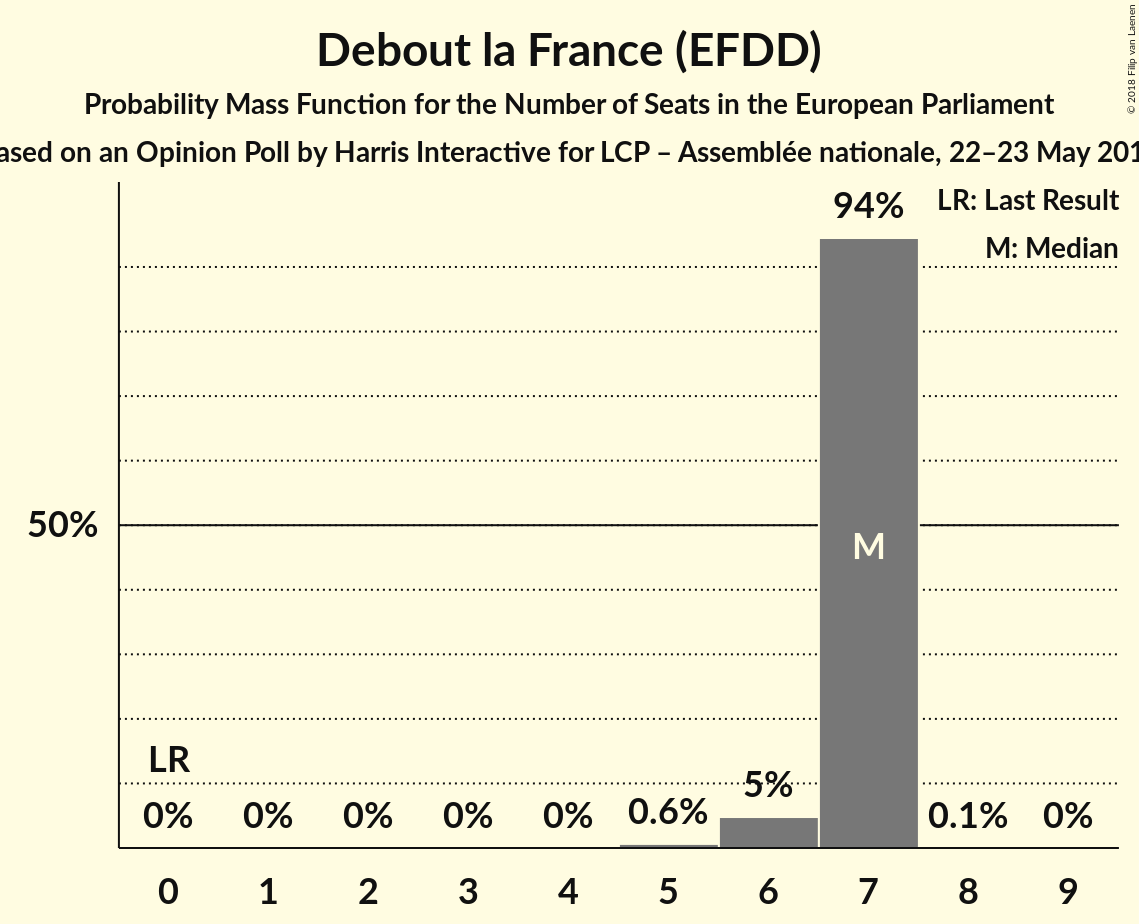 Debout la France (EFDD)
Probability Mass Function for the Number of Seats in the European Parliament
ased on an Opinion Poll by Harris Interactive for LCP – Assemblée nationale, 22–23 May 201
© 2018 Filip van Laenen
LR: Last Result
M: Median
94%
50%
M
LR
0% 0% 0% 0% 0% 0.6% 5% 0.1% 0%
0 1 2 3 4 5 6 7 8 9